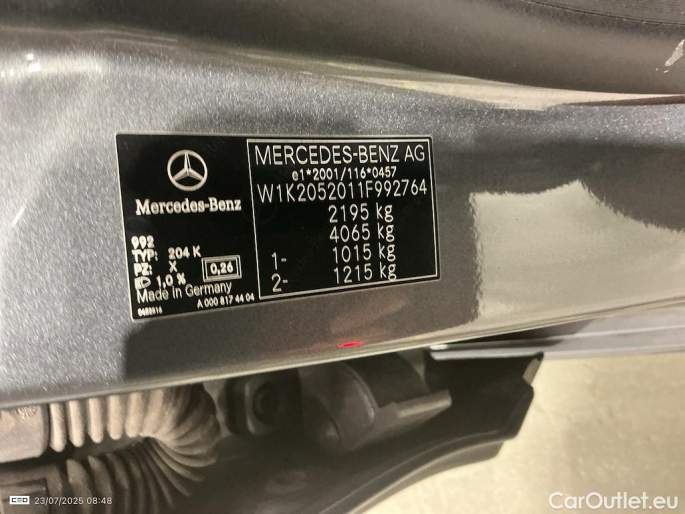 Mercedes-Benz
992
TYP: 204 K
PZ: X
1,0 %
0,26
Made in Germany
A 000 817 44 04
MERCEDES-BENZ AG
e1*2001/116*0457
W1K2052011F992764
2195 kg
4065 kg
1- 1015 kg
2- 1215 kg
CED 23/07/2025 08:48
CarOutlet.eu